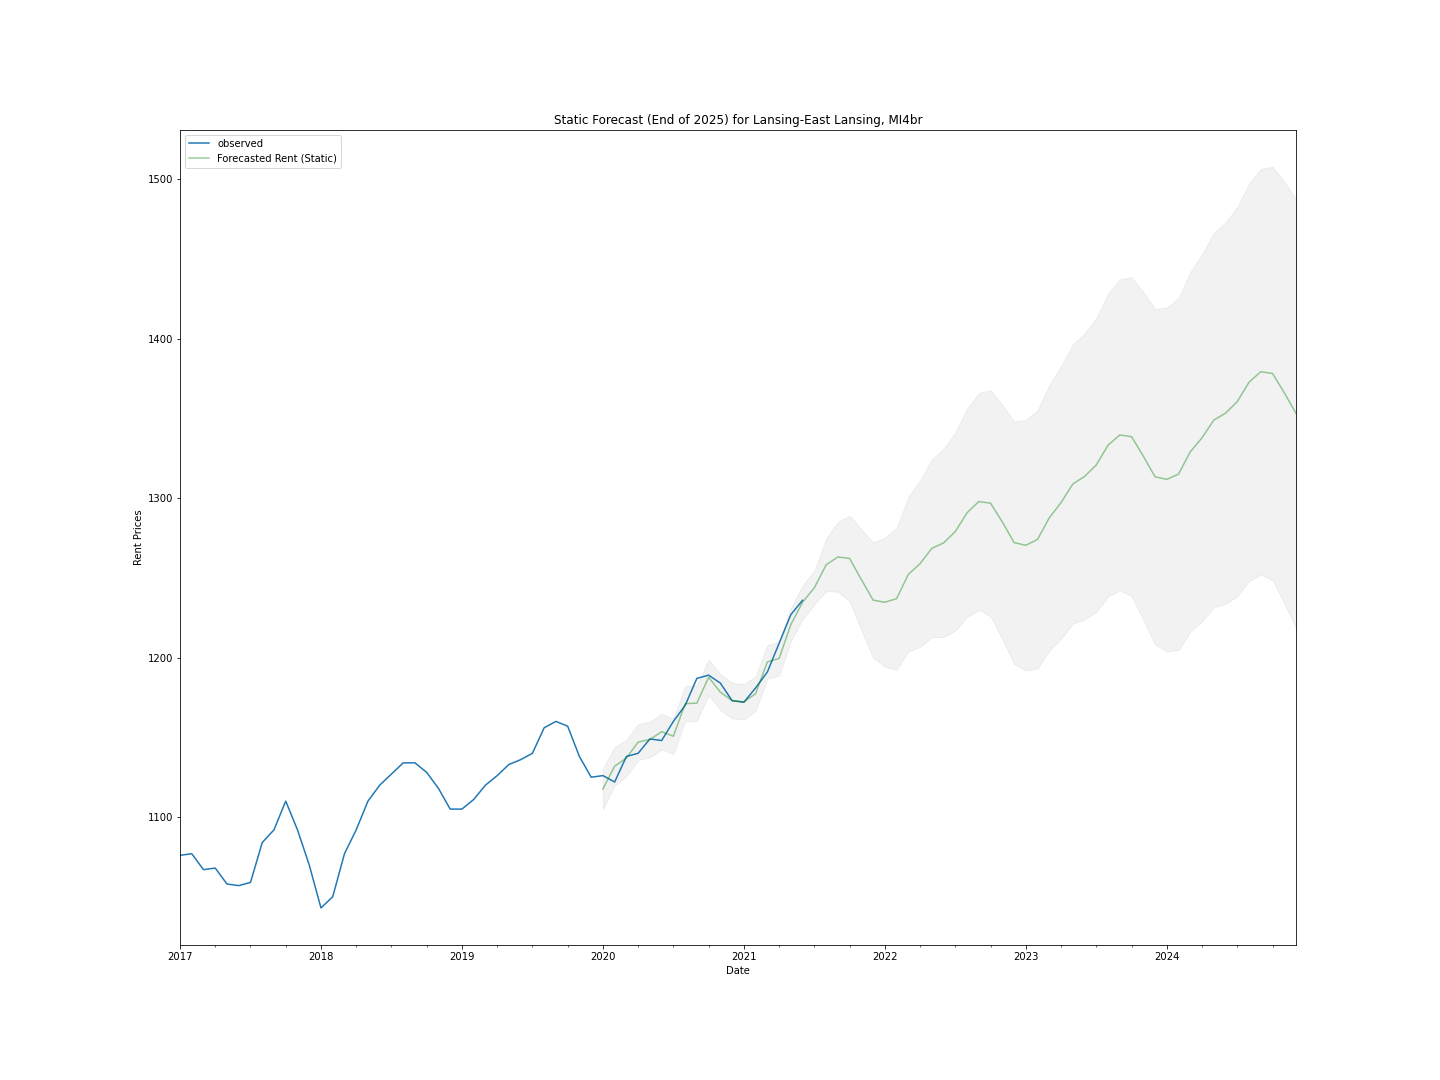 Static Forecast (End of 2025) for Lansing-East Lansing, MI4br
observed
Forecasted Rent (Static)
1500
1400
1300
1200
1100
Rent Prices
2017 2018 2019 2020 2021 2022 2023 2024
Date